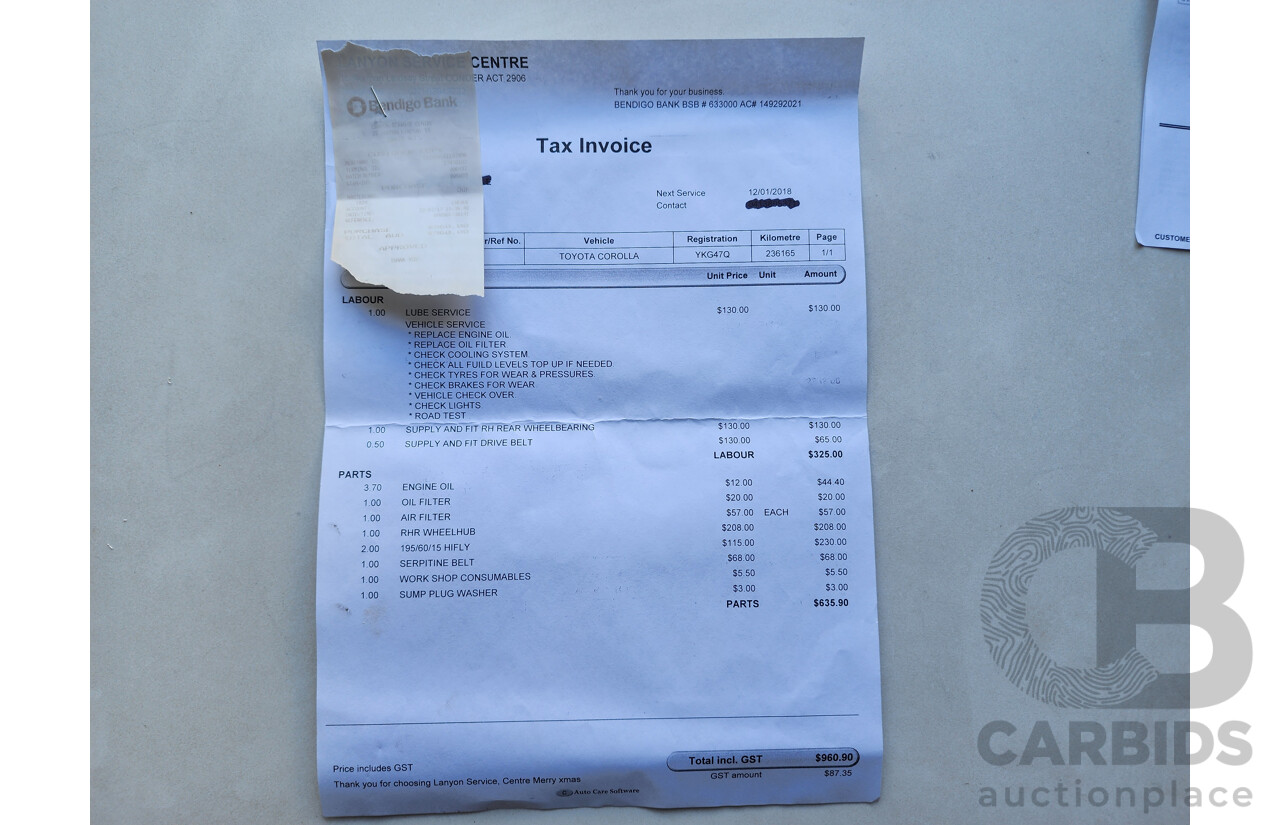 LANYON SERVICE CENTRE
ER ACT 2906
Thank you for your business.
BENDIGO BANK BSB # 633000 AC# 149292021
Bendigo Bank
Tax Invoice
Next Service 12/01/2018
Contact
r/Ref No. Vehicle Registration Kilometre Page
TOYOTA COROLLA YKG47Q 236165 1/1
Unit Price Unit Amount
LABOUR
1.00 LUBE SERVICE $130.00 $130.00
VEHICLE SERVICE
* REPLACE ENGINE OIL
* REPLACE OIL FILTER
* CHECK COOLING SYSTEM
* CHECK ALL FUILD LEVELS TOP UP IF NEEDED
* CHECK TYRES FOR WEAR & PRESSURES
* CHECK BRAKES FOR WEAR
* VEHICLE CHECK OVER
* CHECK LIGHTS
* ROAD TEST
1.00 SUPPLY AND FIT RH REAR WHEELBEARING $130.00 $130.00
0.50 SUPPLY AND FIT DRIVE BELT $130.00 $65.00
LABOUR $325.00
PARTS
3.70 ENGINE OIL $12.00 $44.40
1.00 OIL FILTER $20.00 $20.00
1.00 AIR FILTER $57.00 EACH $57.00
1.00 RHR WHEELHUB $208.00 $208.00
2.00 195/60/15 HIFLY $115.00 $230.00
1.00 SERPITINE BELT $68.00 $68.00
1.00 WORK SHOP CONSUMABLES $5.50 $5.50
1.00 SUMP PLUG WASHER $3.00 $3.00
PARTS $635.90
Price includes GST
Total incl. GST $960.90
GST amount $87.35
Thank you for choosing Lanyon Service, Centre Merry xmas
Auto Care Software
CUSTOME
CB
CARBIDS
auctionplace